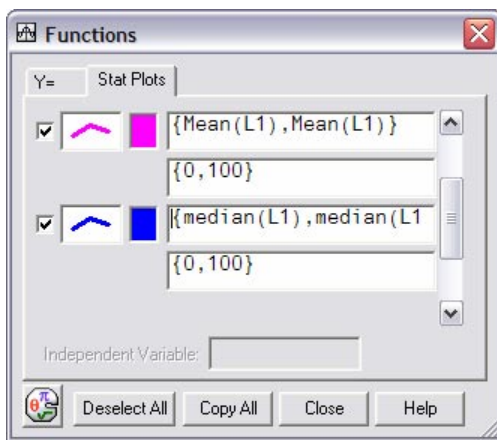 Functions
Y= Stat Plots
{Mean(L1),Mean(L1)}
{0,100}
{median(L1),median(L1
{0,100}
Independent Variable:
θπ Deselect All Copy All Close Help